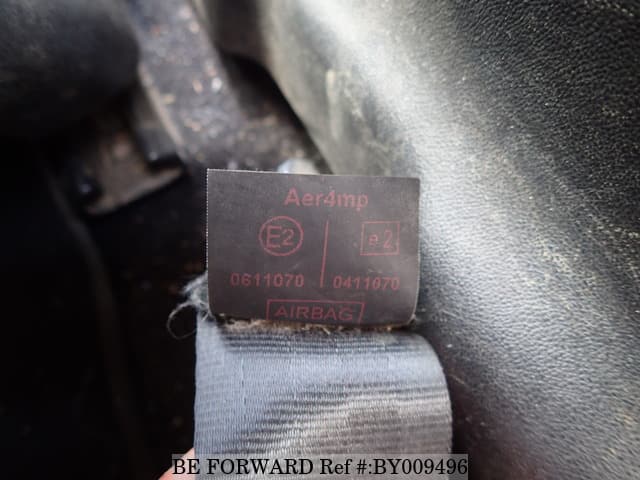 Aer4mp
E2 e2
0611070 0411070
AIRBAG
BE FORWARD Ref #:BY009496